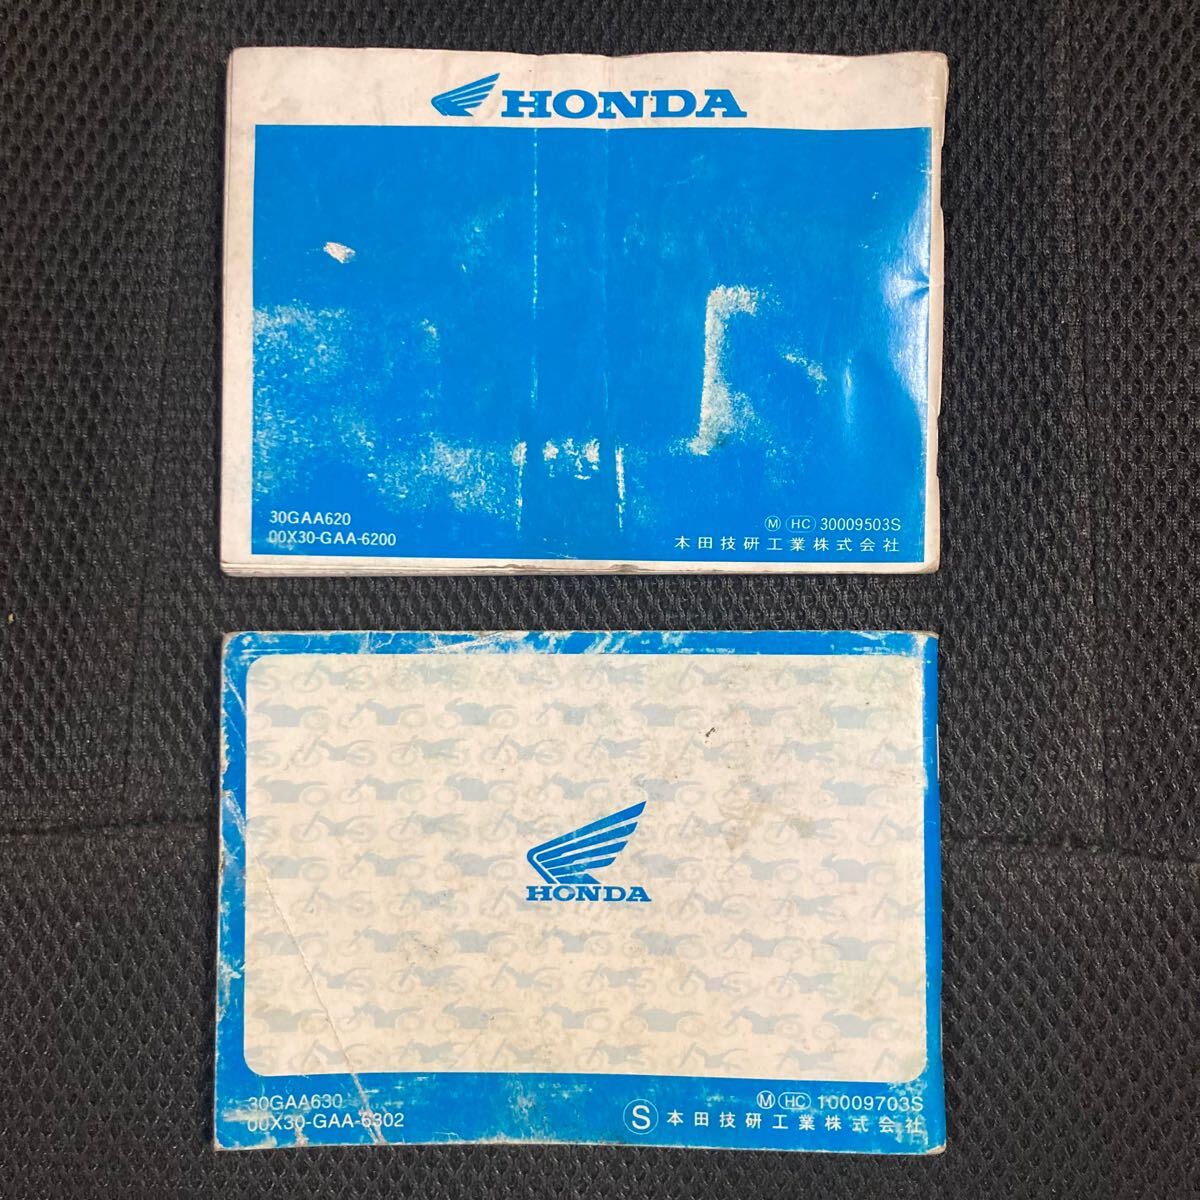 HONDA
30GAA620
00X30-GAA-6200
Ⓜ HC 30009503S
本田技研工業株式会社
HONDA
30GAA630
00X30-GAA-6302
Ⓜ HC 10009703S
Ⓢ 本田技研工業株式会社